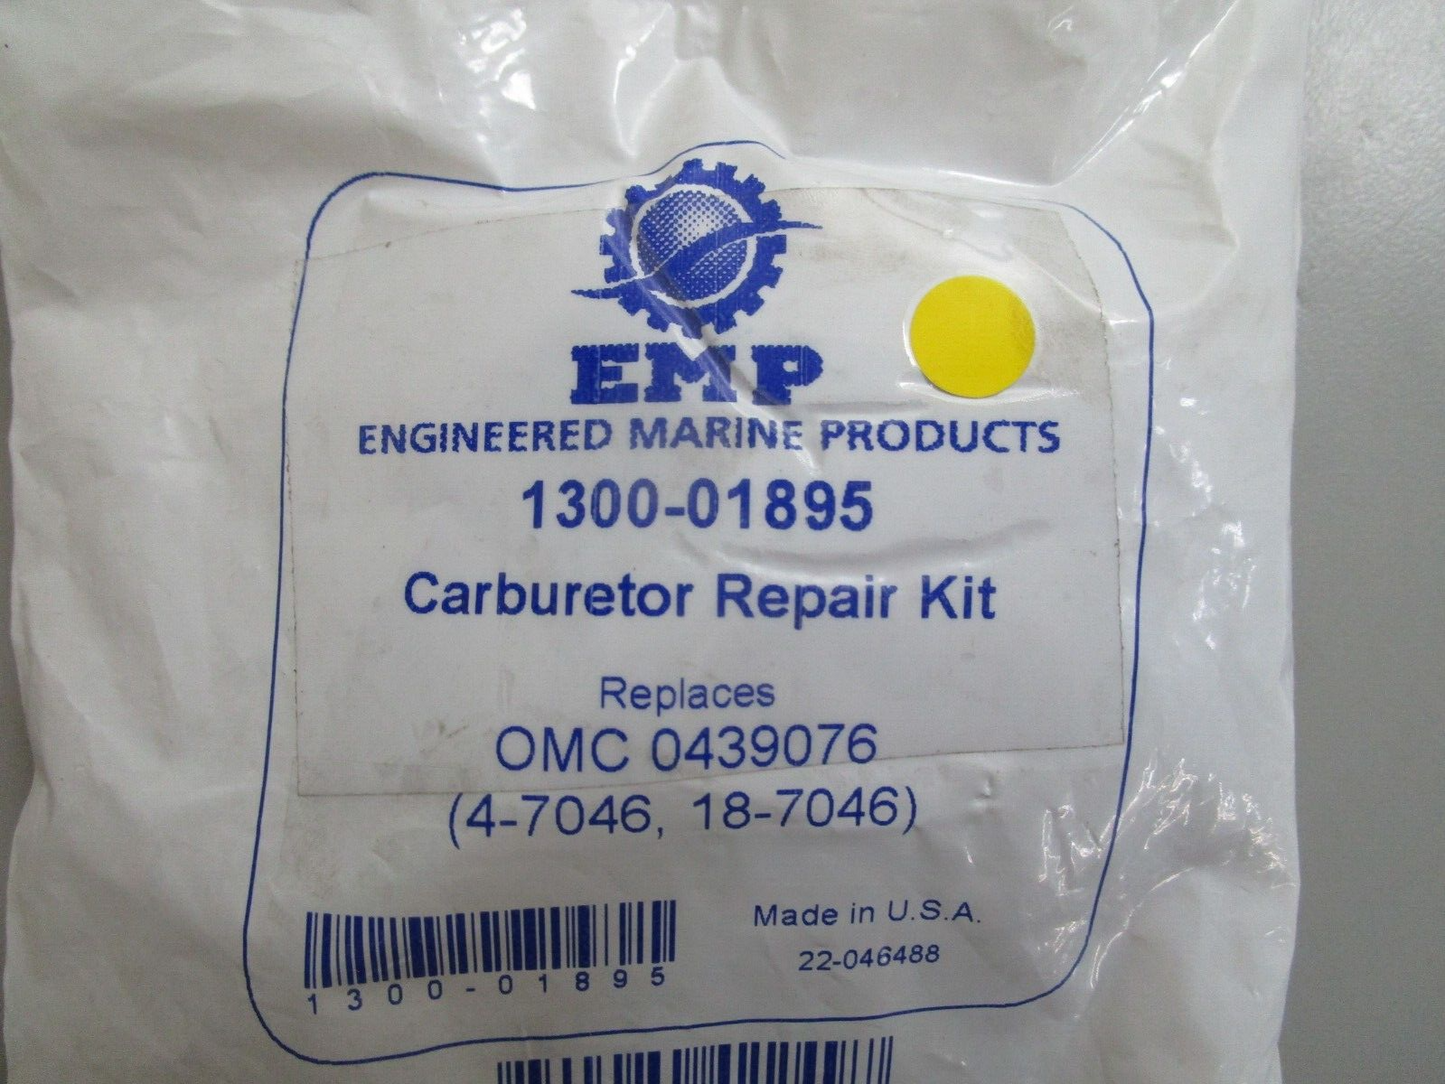 EMP
ENGINEERED MARINE PRODUCTS
1300-01895
Carburetor Repair Kit
Replaces
OMC 0439076
(4-7046, 18-7046)
1300-01895
Made in U.S.A.
22-046488